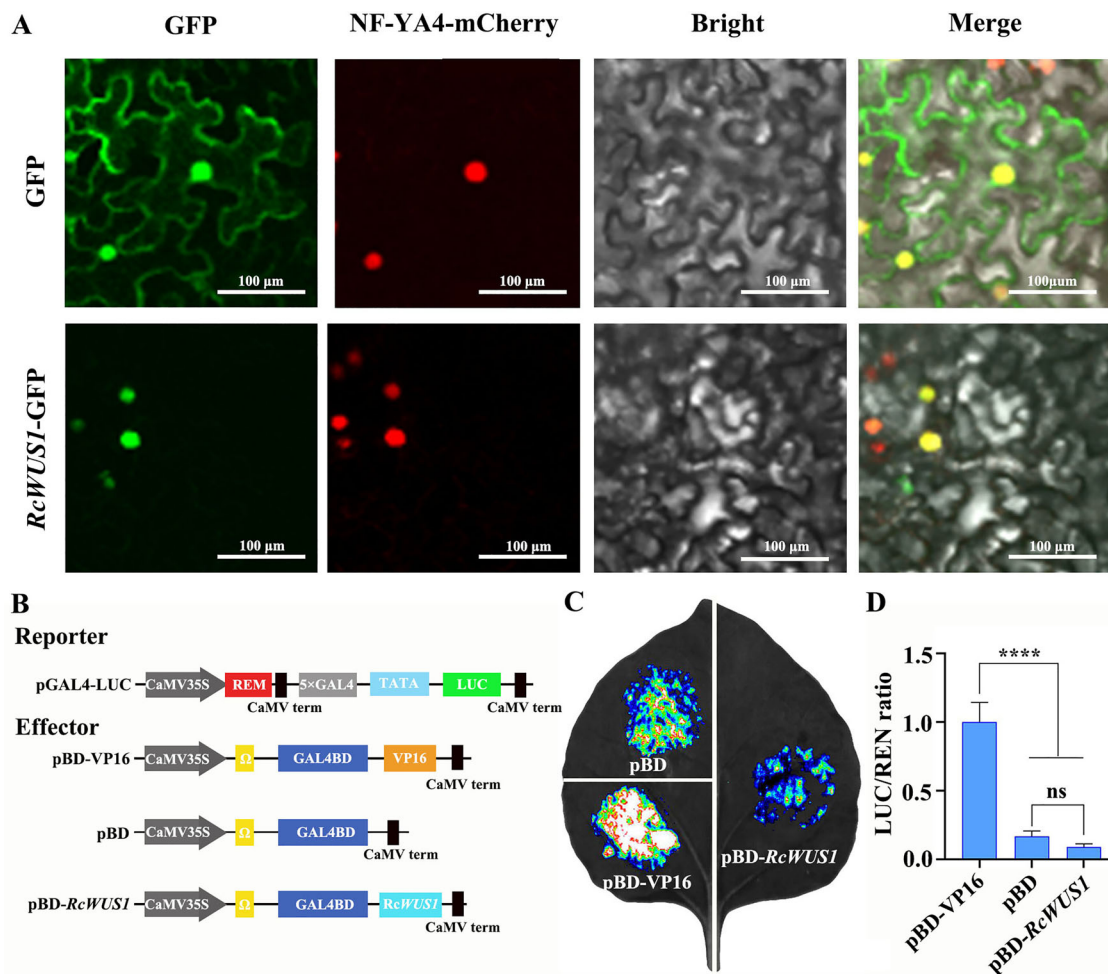 A
GFP NF-YA4-mCherry Bright Merge
GFP
100 µm 100 µm 100 µm 100µum
RcWUS1-GFP
100 µm 100 µm 100 µm 100 µm
B
Reporter
pGAL4-LUC CaMV35S REM 5×GAL4 TATA LUC
CaMV term CaMV term
Effector
pBD-VP16 CaMV35S Ω GAL4BD VP16
CaMV term
pBD CaMV35S Ω GAL4BD
CaMV term
pBD-RcWUS1 CaMV35S Ω GAL4BD RcWUS1
CaMV term
C
pBD
pBD-VP16
pBD-RcWUS1
D
LUC/REN ratio
1.5
1.0
0.5
0.0
****
ns
pBD-VP16
pBD
pBD-RcWUS1